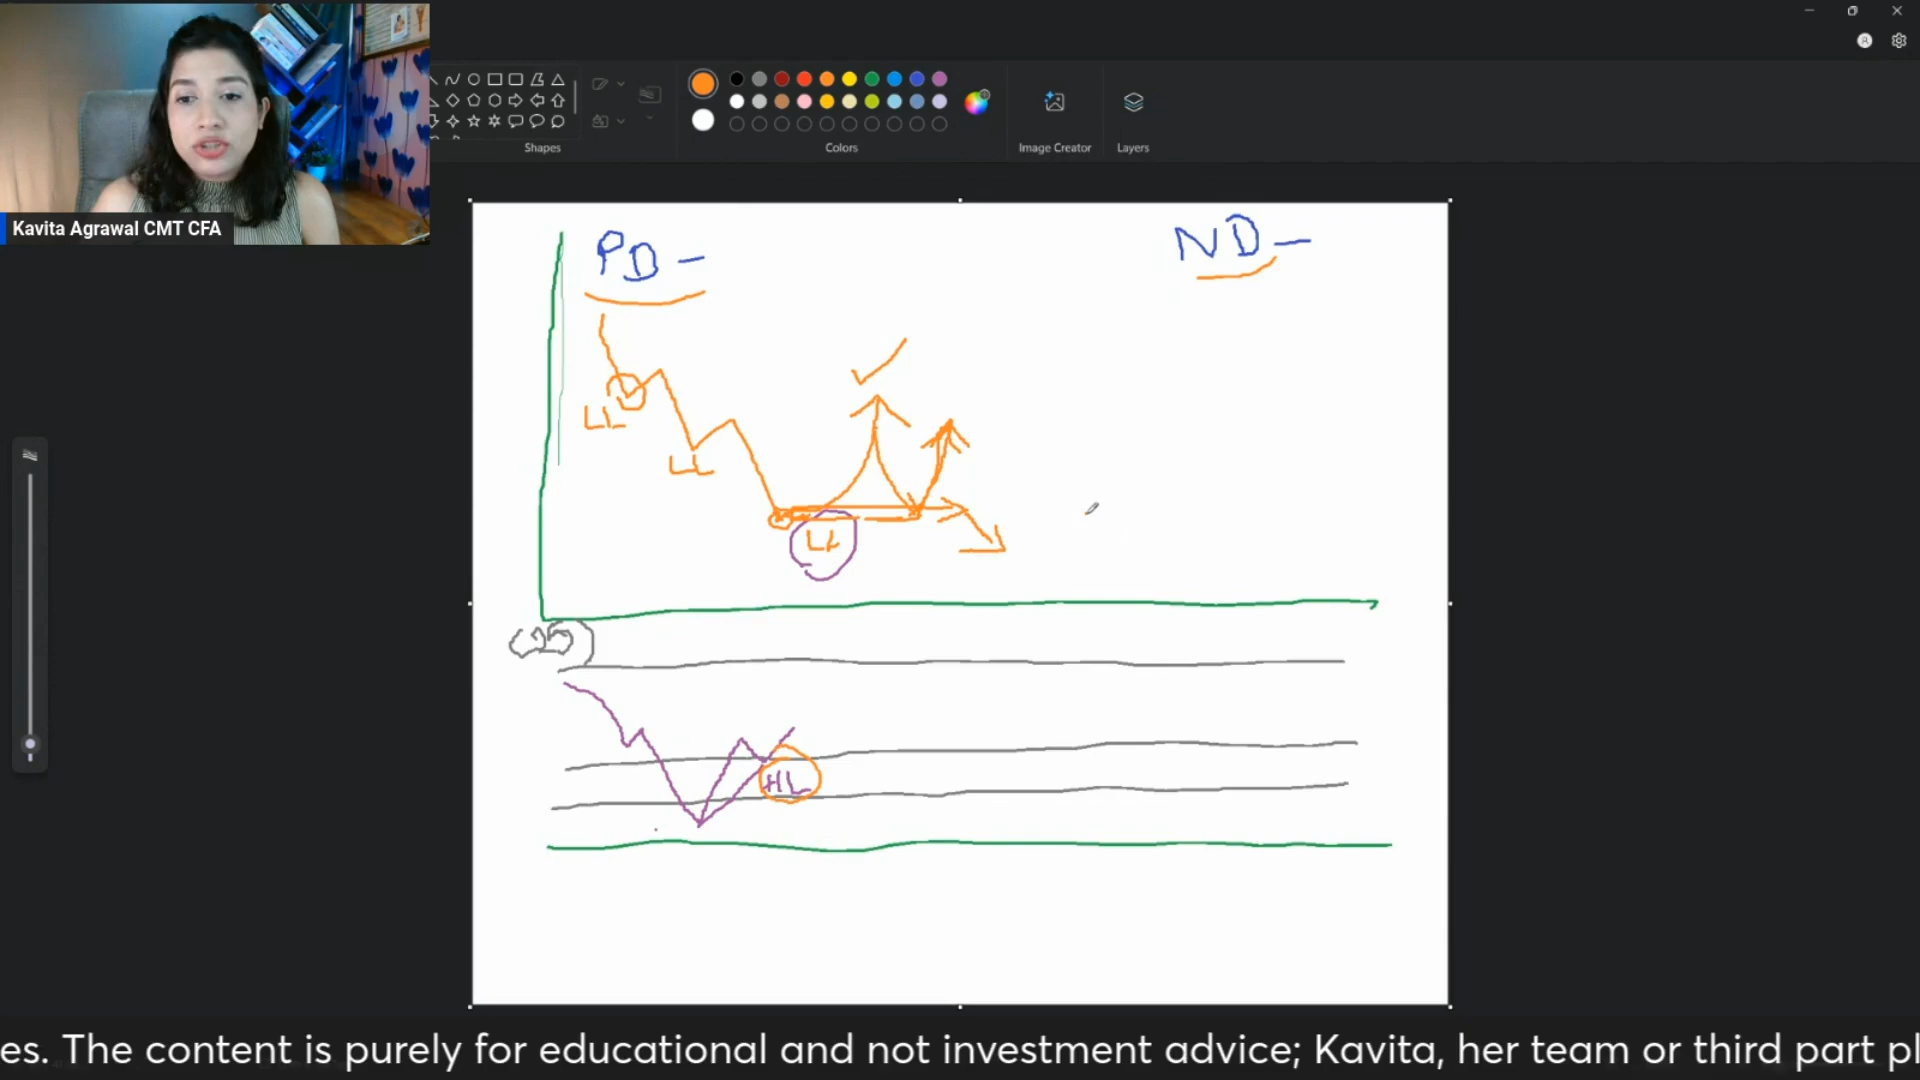 Kavita Agrawal CMT CFA
Shapes
Colors
Image Creator
Layers
PD -
ND -
LL
LL
LL
HL
es. The content is purely for educational and not investment advice; Kavita, her team or third part pl